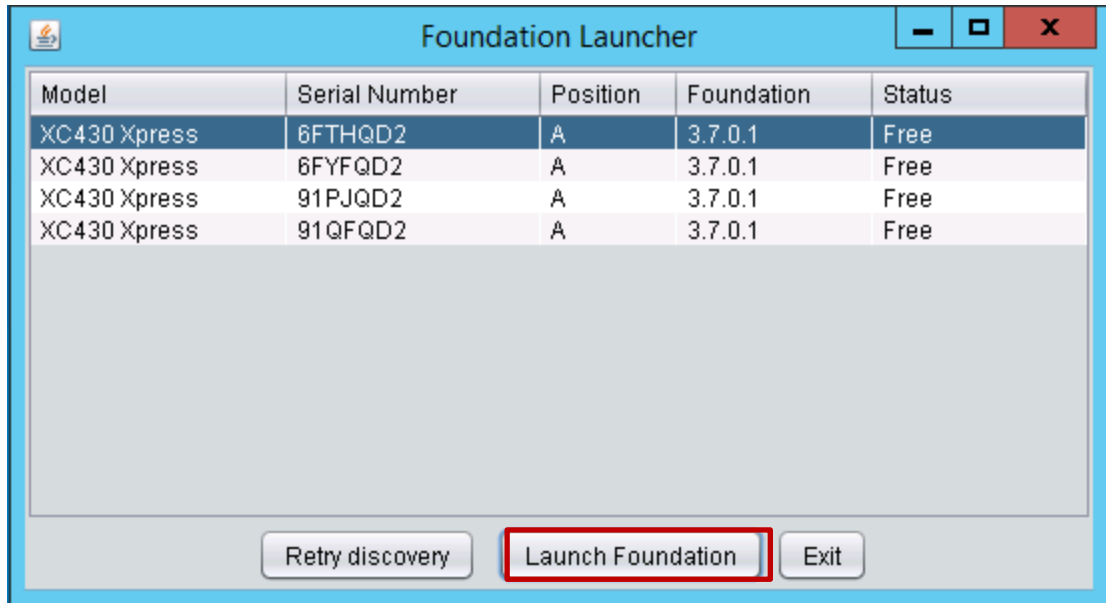 Foundation Launcher
Model Serial Number Position Foundation Status
XC430 Xpress 6FTHQD2 A 3.7.0.1 Free
XC430 Xpress 6FYFQD2 A 3.7.0.1 Free
XC430 Xpress 91PJQD2 A 3.7.0.1 Free
XC430 Xpress 91QFQD2 A 3.7.0.1 Free
Retry discovery Launch Foundation Exit